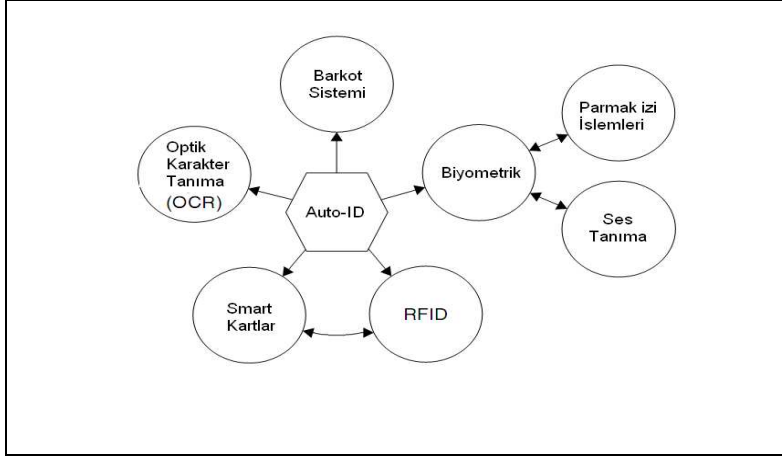 Barkot
Sistemi
Parmak izi
İslemleri
Optik
Karakter
Tanıma
(OCR)
Biyometrik
Auto-ID
Ses
Tanıma
Smart
Kartlar
RFID